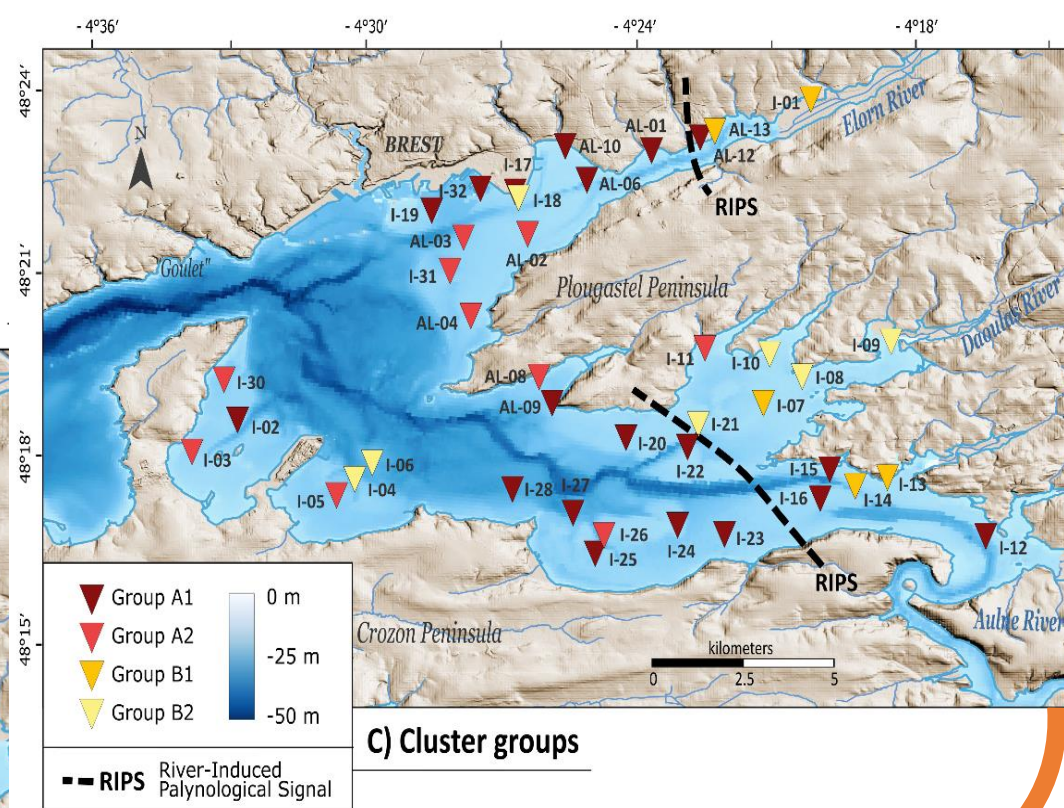 - 4°36' - 4°30' - 4°24' - 4°18'
48°24'
48°21'
48°18'
48°15'
N
BREST
"Goulet"
Elorn River
Plougastel Peninsula
Daoulas River
Aulne River
Crozon Peninsula
I-01
AL-01
AL-13
AL-10
AL-12
I-17
AL-06
I-32
I-18
RIPS
I-19
AL-03
AL-02
I-31
AL-04
I-09
I-11
I-10
AL-08
I-08
I-30
AL-09
I-07
I-02
I-21
I-20
I-22
I-03
I-06
I-15
I-13
I-04
I-27
I-14
I-28
I-16
I-05
I-26
I-23
I-12
I-24
I-25
RIPS
kilometers
0 2.5 5
Group A1
Group A2
Group B1
Group B2
0 m
-25 m
-50 m
RIPS River-Induced
Palynological Signal
C) Cluster groups